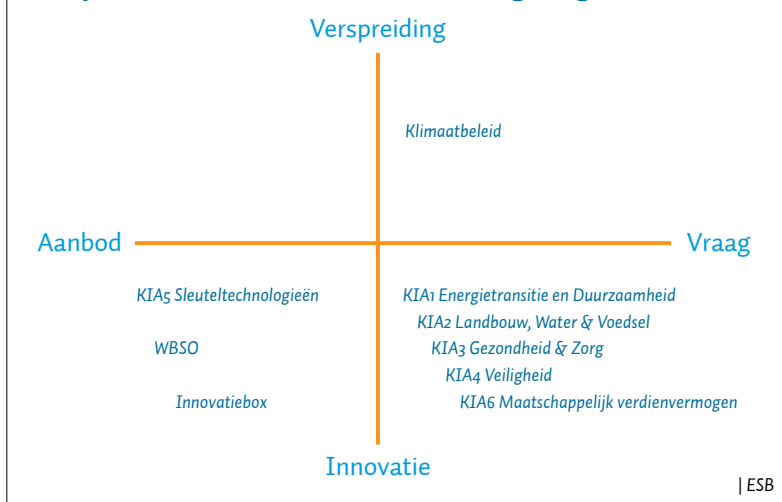 Verspreiding
Klimaatbeleid
Aanbod
Vraag
KIA5 Sleuteltechnologieën
KIA1 Energietransitie en Duurzaamheid
KIA2 Landbouw, Water & Voedsel
WBSO
KIA3 Gezondheid & Zorg
KIA4 Veiligheid
Innovatiebox
KIA6 Maatschappelijk verdienvermogen
Innovatie
| ESB